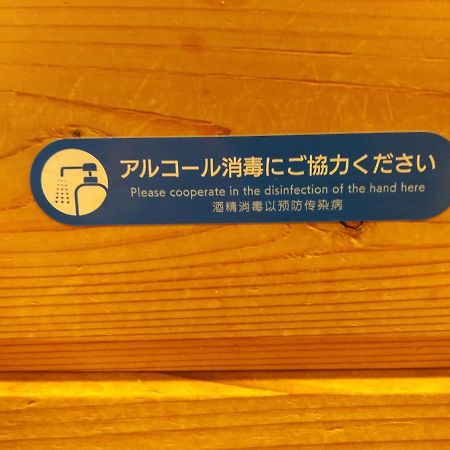 アルコール消毒にご協力ください
Please cooperate in the disinfection of the hand here
酒精消毒以预防传染病